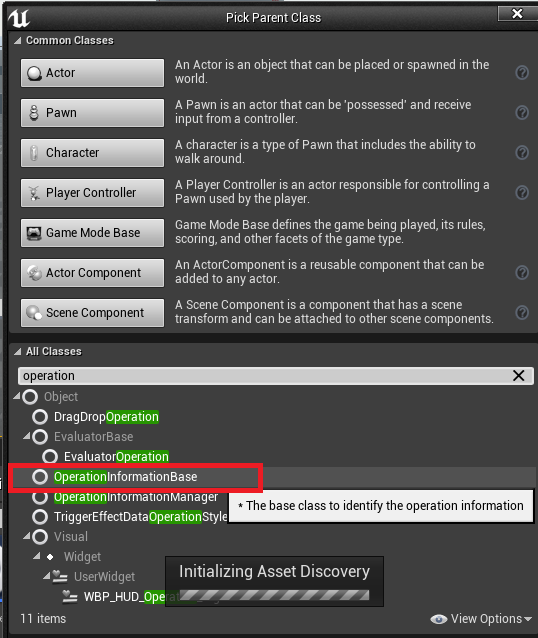 Pick Parent Class
Common Classes
Actor
An Actor is an object that can be placed or spawned in the
world.
Pawn
A Pawn is an actor that can be 'possessed' and receive
input from a controller.
Character
A character is a type of Pawn that includes the ability to
walk around.
Player Controller
A Player Controller is an actor responsible for controlling a
Pawn used by the player.
Game Mode Base
Game Mode Base defines the game being played, its rules,
scoring, and other facets of the game type.
Actor Component
An ActorComponent is a reusable component that can be
added to any actor.
Scene Component
A Scene Component is a component that has a scene
transform and can be attached to other scene components.
All Classes
operation
Object
DragDropOperation
EvaluatorBase
EvaluatorOperation
OperationInformationBase
OperationInformationManager
* The base class to identify the operation information
TriggerEffectDataOperationStyle
Visual
Widget
Initializing Asset Discovery
UserWidget
11 items
View Options